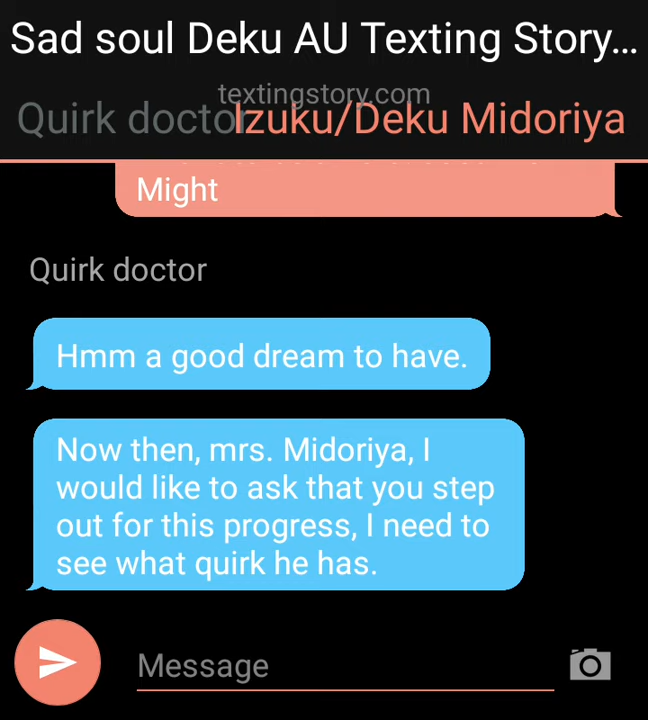 Sad soul Deku AU Texting Story...
textingstory.com
Quirk doctor
Izuku/Deku Midoriya
Might
Quirk doctor
Hmm a good dream to have.
Now then, mrs. Midoriya, I
would like to ask that you step
out for this progress, I need to
see what quirk he has.
Message